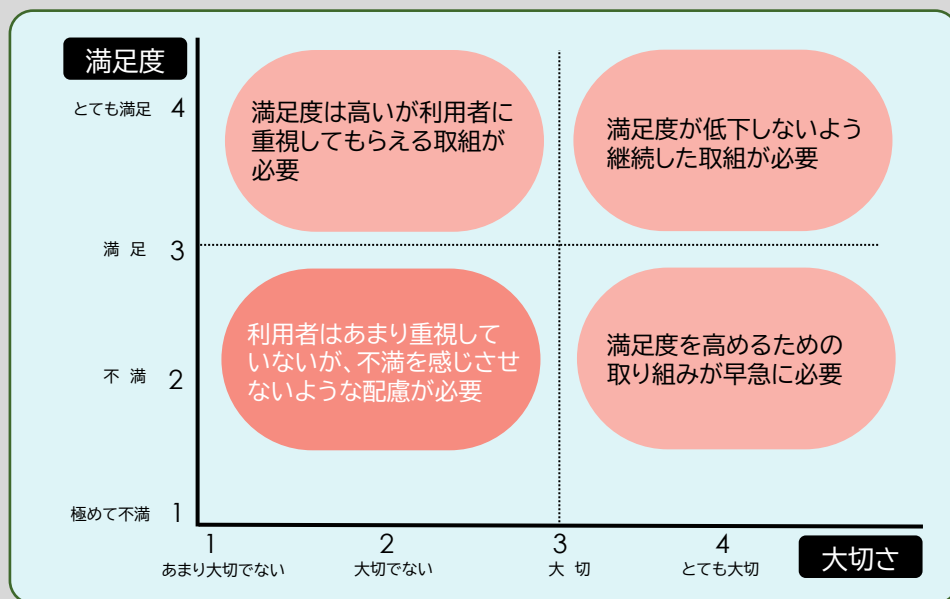 満足度
とても満足 4
満足度は高いが利用者に
重視してもらえる取組が
必要
満足度が低下しないよう
継続した取組が必要
満 足 3
利用者はあまり重視して
いないが、不満を感じさせ
ないような配慮が必要
満足度を高めるための
取り組みが早急に必要
不 満 2
極めて不満 1
1 2 3 4
あまり大切でない 大切でない 大 切 とても大切
大切さ